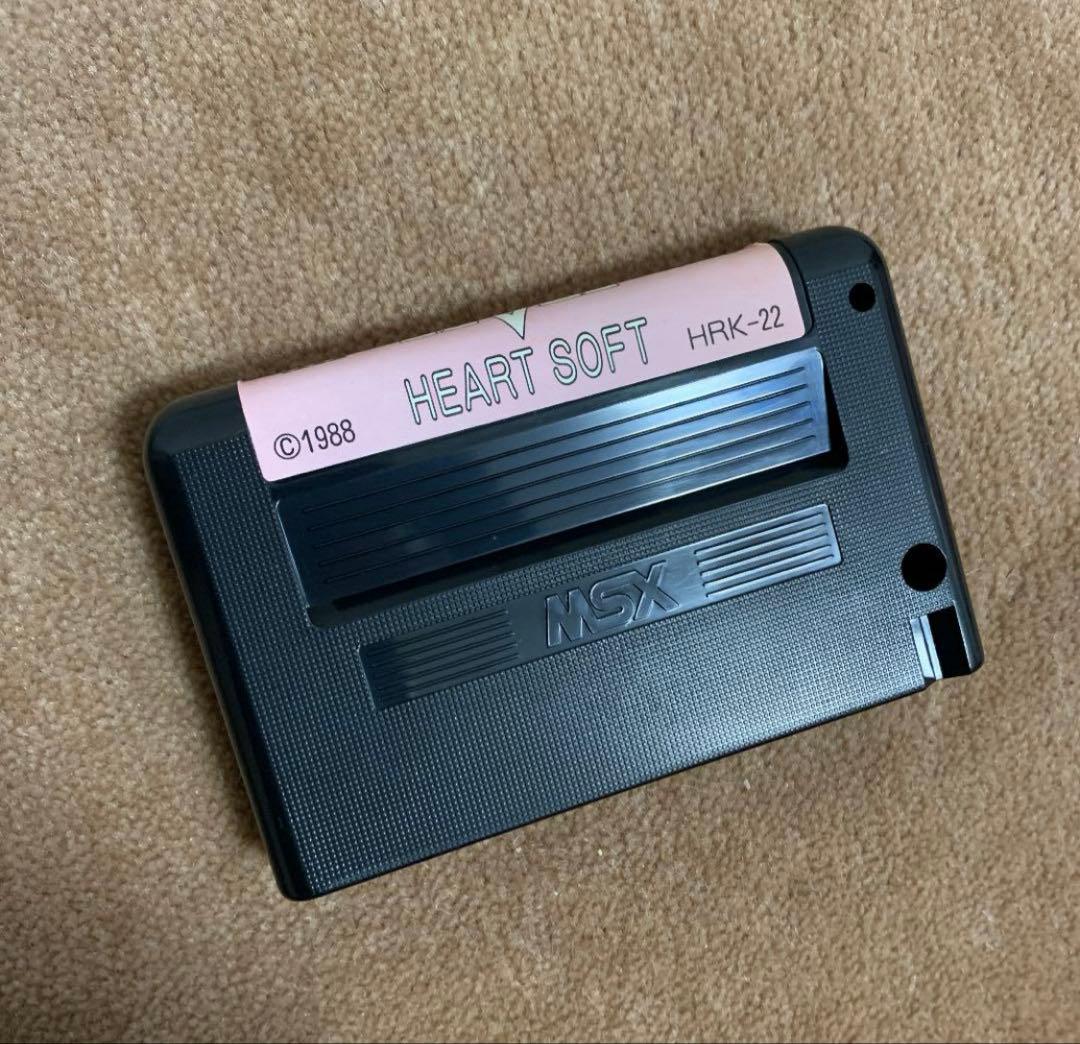 HEART SOFT
HRK-22
©1988
MSX